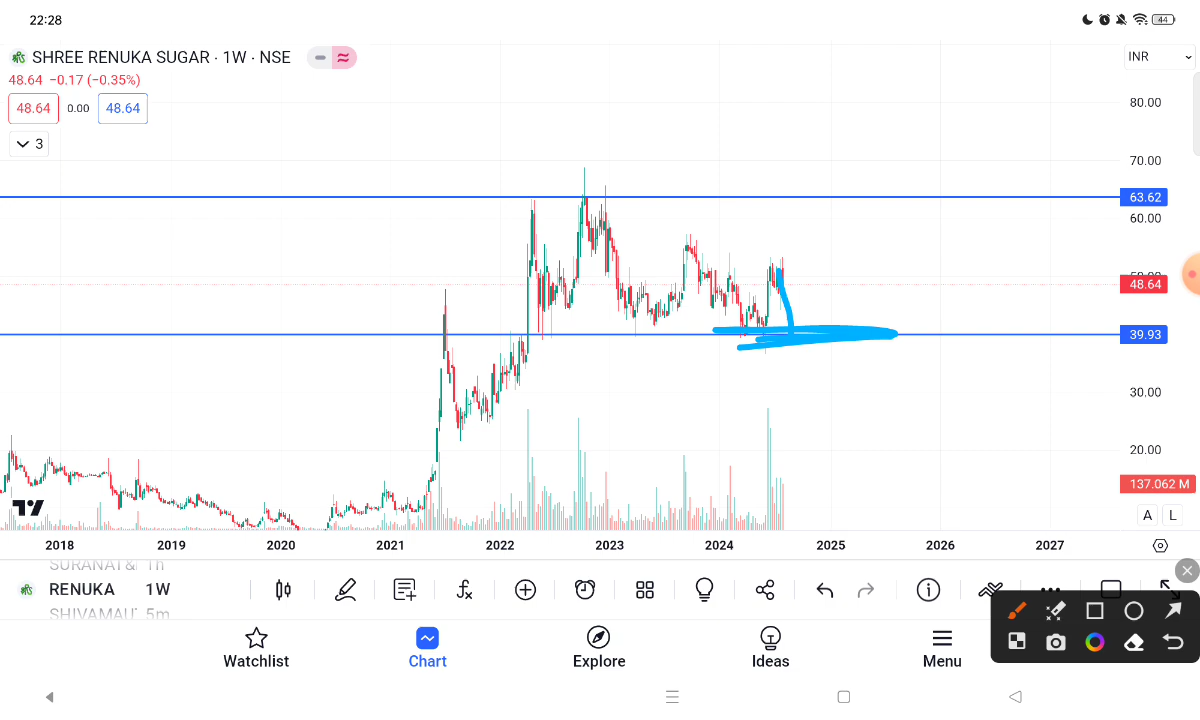 22:28
44
SHREE RENUKA SUGAR · 1W · NSE
INR
48.64 −0.17 (−0.35%)
48.64 0.00 48.64
3
80.00
70.00
63.62
60.00
50.00
48.64
39.93
30.00
20.00
137.062 M
A L
2018 2019 2020 2021 2022 2023 2024 2025 2026 2027
SURANAT& 1h
RENUKA 1W
SHIVAMAU 5m
Watchlist Chart Explore Ideas Menu